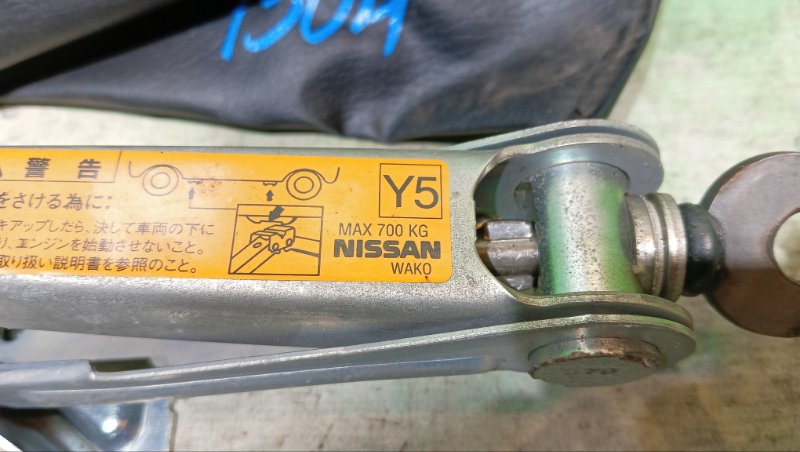 150M
警告
をさける為に:
キアップしたら、決して車両の下に
り、エンジンを始動させないこと。
取り扱い説明書を参照のこと。
Y5
MAX 700 KG
NISSAN
WAKO